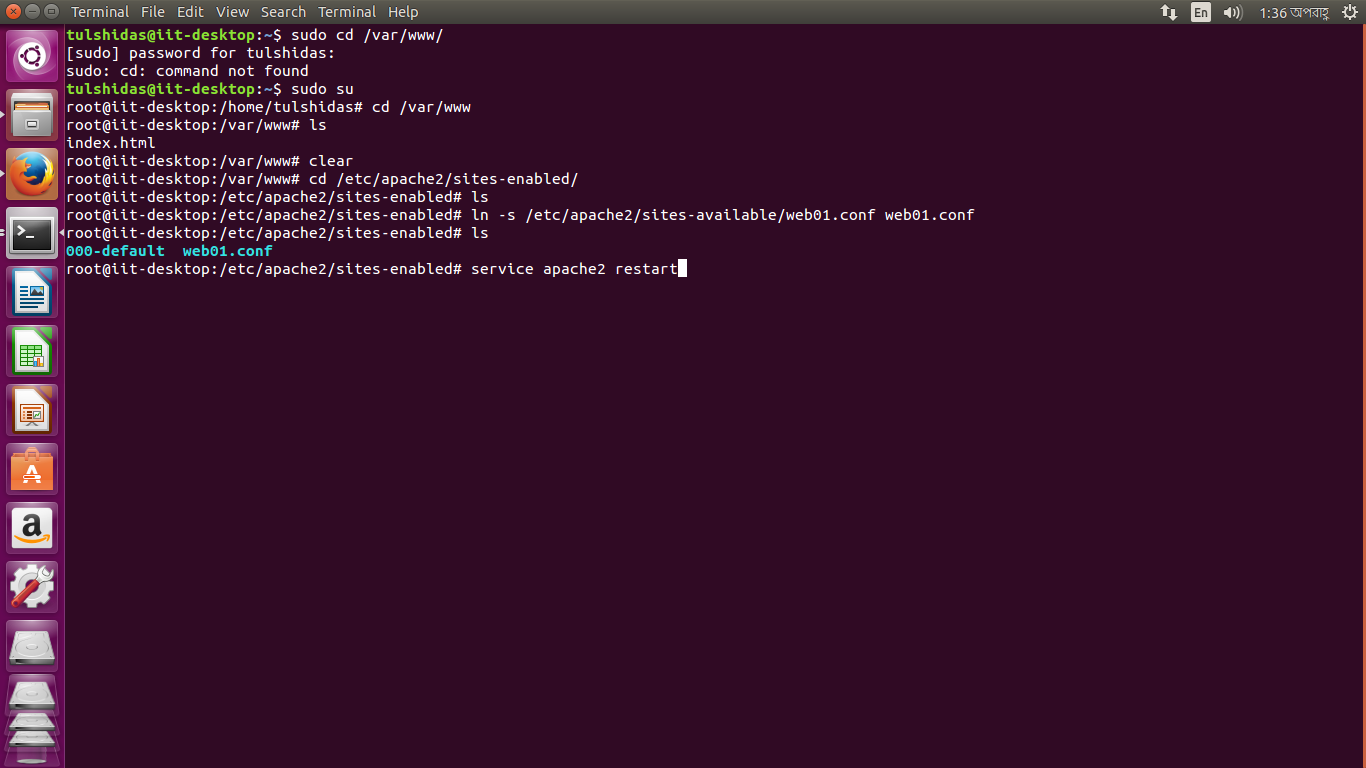 Terminal File Edit View Search Terminal Help En 1:36 অপরাহ্ণ
tulshidas@iit-desktop:~$ sudo cd /var/www/
[sudo] password for tulshidas:
sudo: cd: command not found
tulshidas@iit-desktop:~$ sudo su
root@iit-desktop:/home/tulshidas# cd /var/www
root@iit-desktop:/var/www# ls
index.html
root@iit-desktop:/var/www# clear
root@iit-desktop:/var/www# cd /etc/apache2/sites-enabled/
root@iit-desktop:/etc/apache2/sites-enabled# ls
root@iit-desktop:/etc/apache2/sites-enabled# ln -s /etc/apache2/sites-available/web01.conf web01.conf
root@iit-desktop:/etc/apache2/sites-enabled# ls
000-default  web01.conf
root@iit-desktop:/etc/apache2/sites-enabled# service apache2 restart